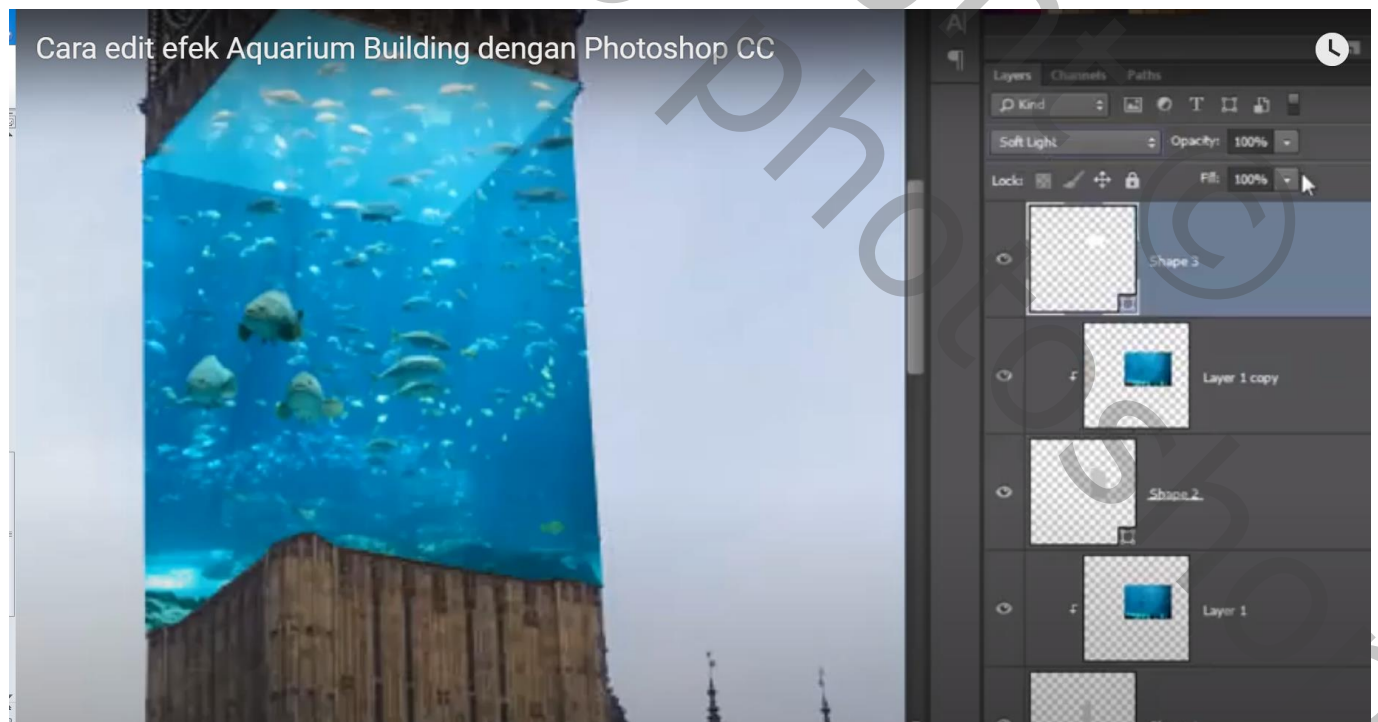 Cara edit efek Aquarium Building dengan Photoshop CC
A
Layers Channels Paths
Kind
T
Soft Light Opacity: 100%
Lock: Fill: 100%
Shape 3
Layer 1 copy
Shape 2
Layer 1
©
photosho